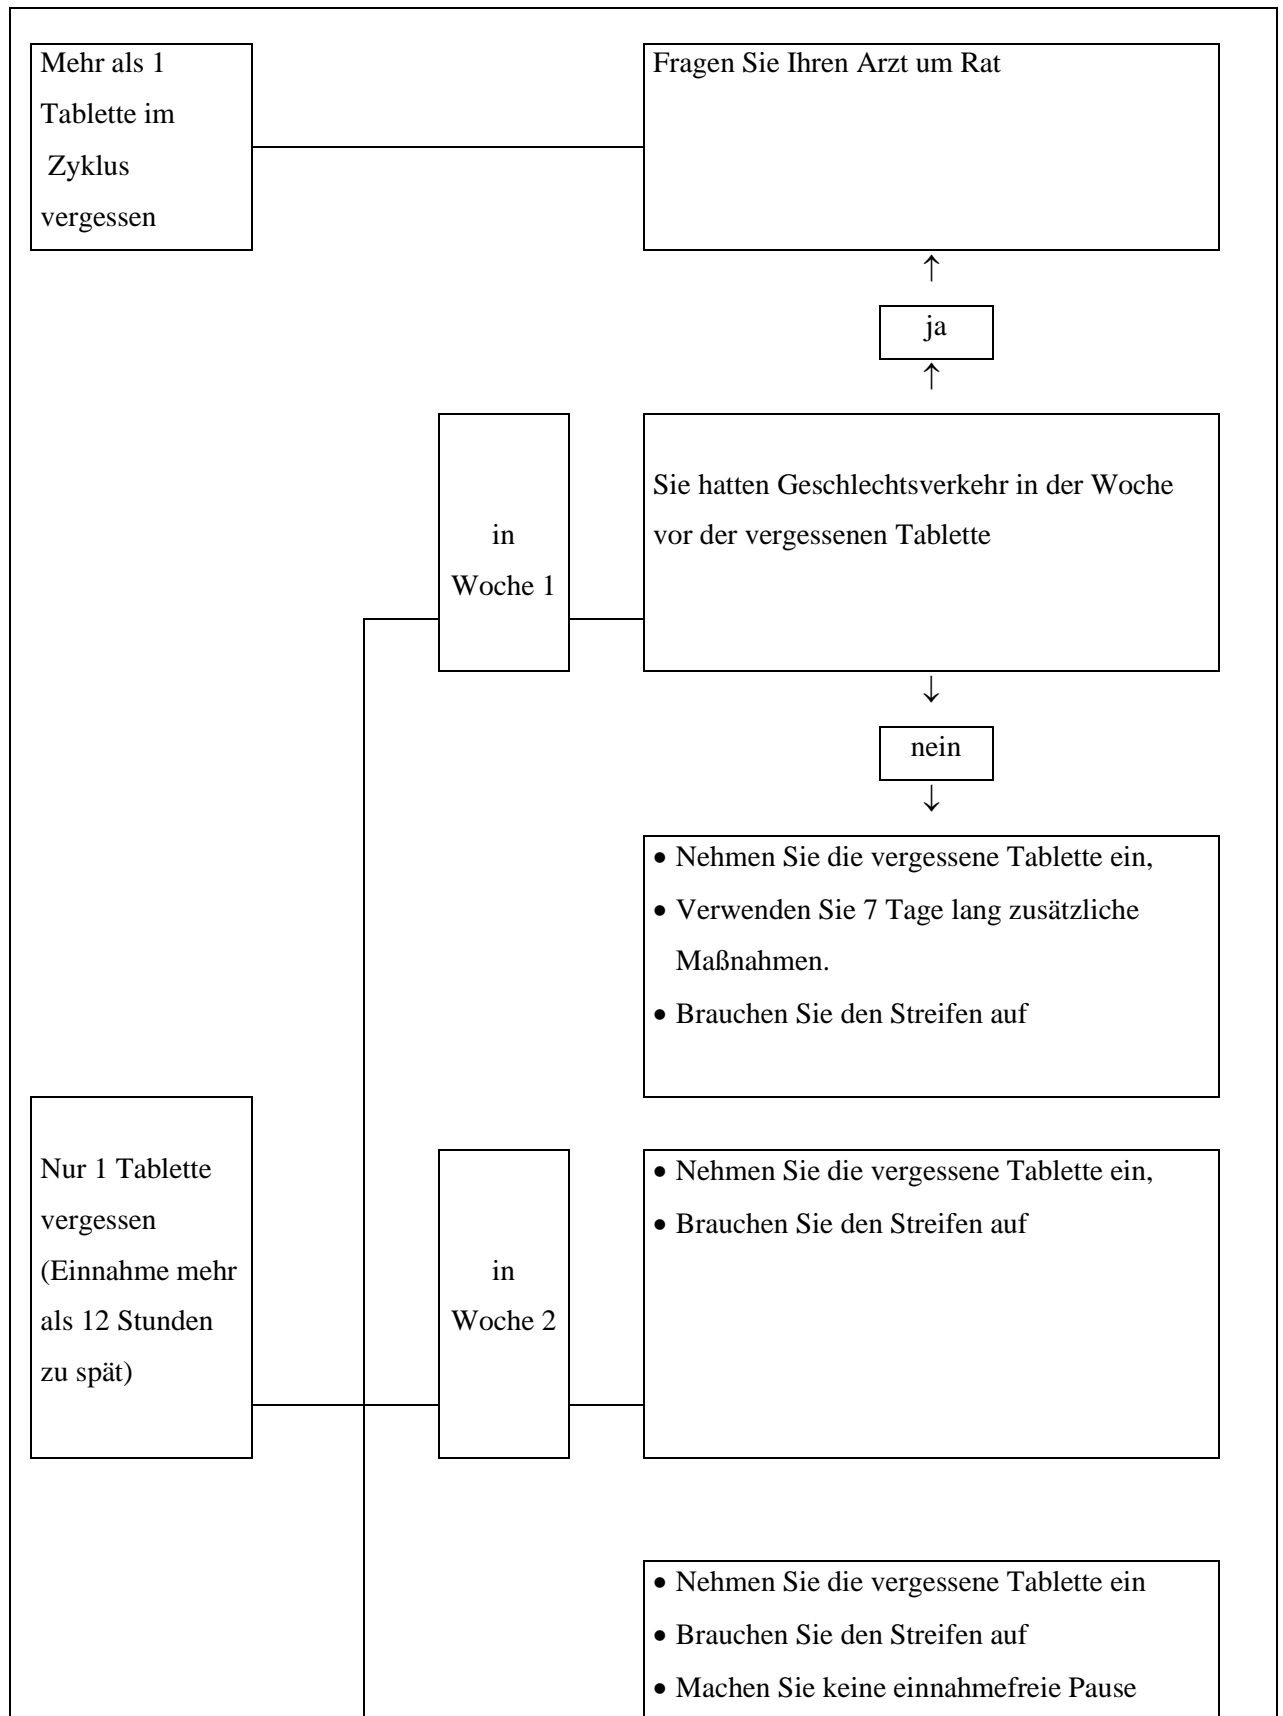 Mehr als 1
Tablette im
Zyklus
vergessen
Fragen Sie Ihren Arzt um Rat
↑
ja
↑
in
Woche 1
Sie hatten Geschlechtsverkehr in der Woche
vor der vergessenen Tablette
↓
nein
↓
• Nehmen Sie die vergessene Tablette ein,
• Verwenden Sie 7 Tage lang zusätzliche
Maßnahmen.
• Brauchen Sie den Streifen auf
Nur 1 Tablette
vergessen
(Einnahme mehr
als 12 Stunden
zu spät)
in
Woche 2
• Nehmen Sie die vergessene Tablette ein,
• Brauchen Sie den Streifen auf
• Nehmen Sie die vergessene Tablette ein
• Brauchen Sie den Streifen auf
• Machen Sie keine einnahmefreie Pause